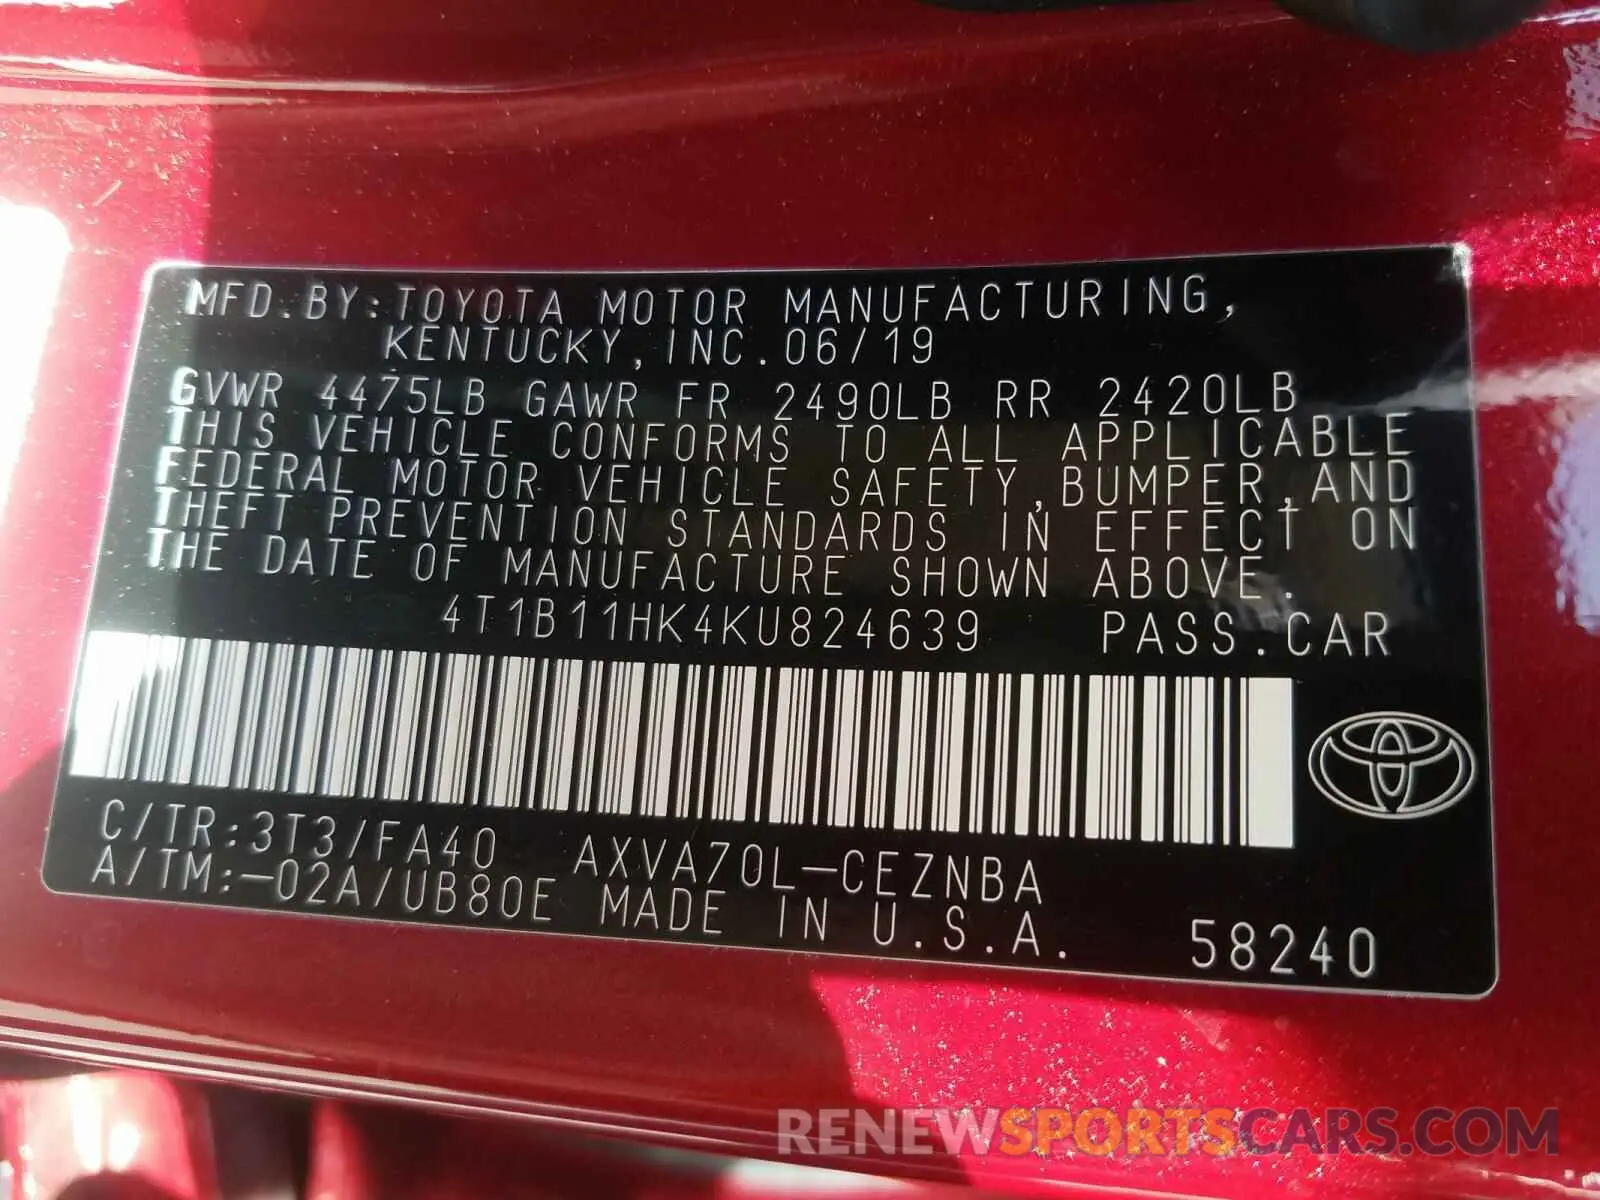 MFD.BY:TOYOTA MOTOR MANUFACTURING,
KENTUCKY,INC.06/19
GVWR 4475LB GAWR FR 2490LB RR 2420LB
THIS VEHICLE CONFORMS TO ALL APPLICABLE
FEDERAL MOTOR VEHICLE SAFETY,BUMPER,AND
THEFT PREVENTION STANDARDS IN EFFECT ON
THE DATE OF MANUFACTURE SHOWN ABOVE.
4T1B11HK4KU824639 PASS.CAR
C/TR:3T3/FA40 AXVA70L-CEZNBA
A/TM:-02A/UB80E MADE IN U.S.A. 58240
RENEWSPORTSCARS.COM